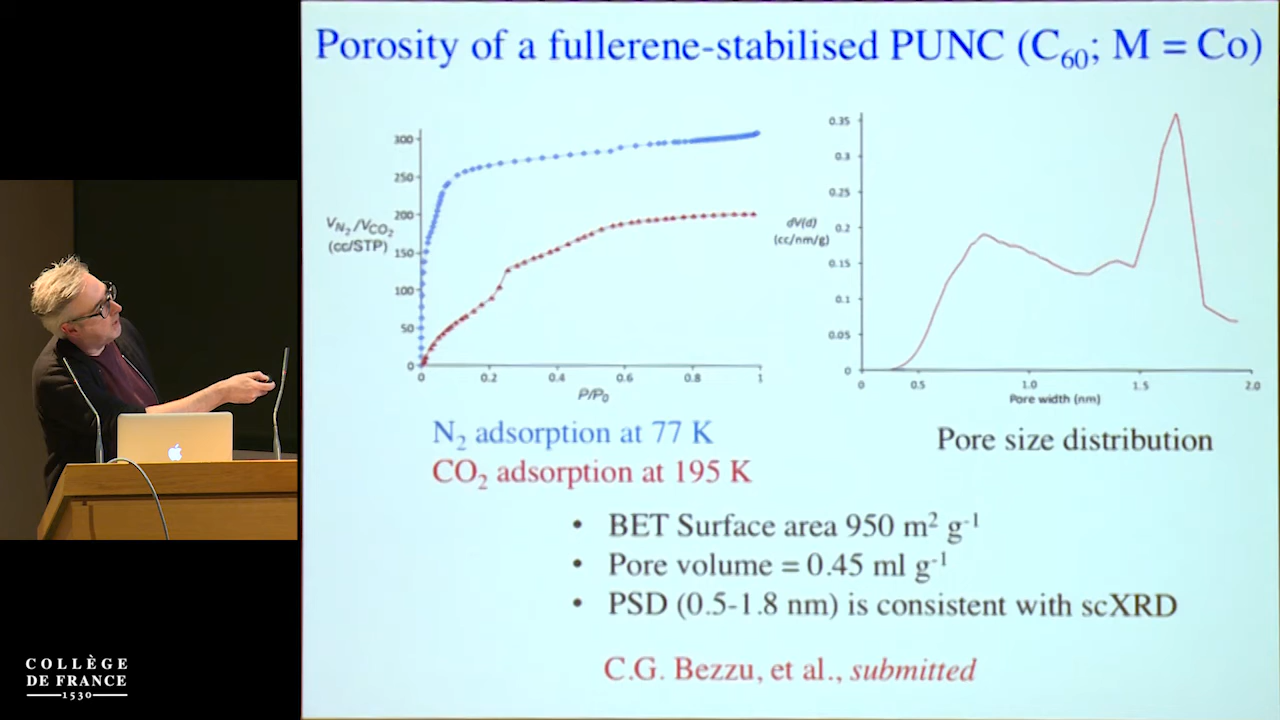 Porosity of a fullerene-stabilised PUNC (C₆₀; M = Co)
300
250
200
150
100
50
0
V_N₂/V_CO₂
(cc/STP)
0 0.2 0.4 0.6 0.8 1
P/P₀
N₂ adsorption at 77 K
CO₂ adsorption at 195 K
0.35
0.3
0.25
0.2
0.15
0.1
0.05
0
dV(d)
(cc/nm/g)
0 0.5 1.0 1.5 2.0
Pore width (nm)
Pore size distribution
• BET Surface area 950 m² g⁻¹
• Pore volume = 0.45 ml g⁻¹
• PSD (0.5-1.8 nm) is consistent with scXRD
C.G. Bezzu, et al., submitted
COLLÈGE
DE FRANCE
1530